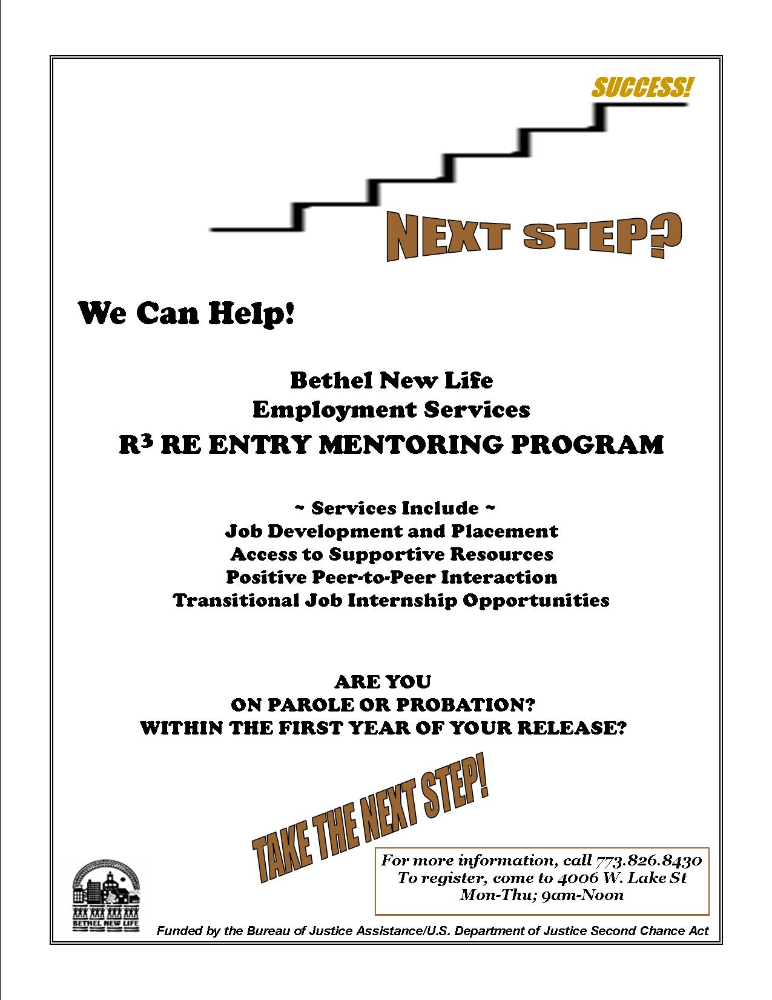 SUCCESS!
NEXT STEP?
We Can Help!
Bethel New Life
Employment Services
R³ RE ENTRY MENTORING PROGRAM
~ Services Include ~
Job Development and Placement
Access to Supportive Resources
Positive Peer-to-Peer Interaction
Transitional Job Internship Opportunities
ARE YOU
ON PAROLE OR PROBATION?
WITHIN THE FIRST YEAR OF YOUR RELEASE?
TAKE THE NEXT STEP!
For more information, call 773.826.8430
To register, come to 4006 W. Lake St
Mon-Thu; 9am-Noon
BETHEL NEW LIFE
Funded by the Bureau of Justice Assistance/U.S. Department of Justice Second Chance Act